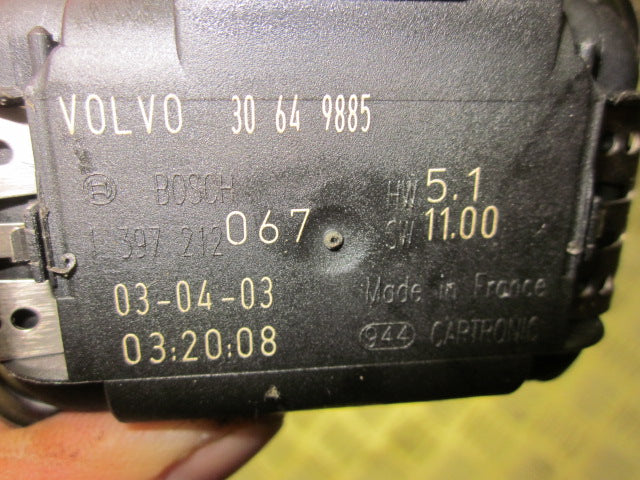 VOLVO 30 64 9885
BOSCH HW 5.1
1 397 212 067 SW 11.00
03-04-03 Made in France
03:20:08 944 CARTRONIC